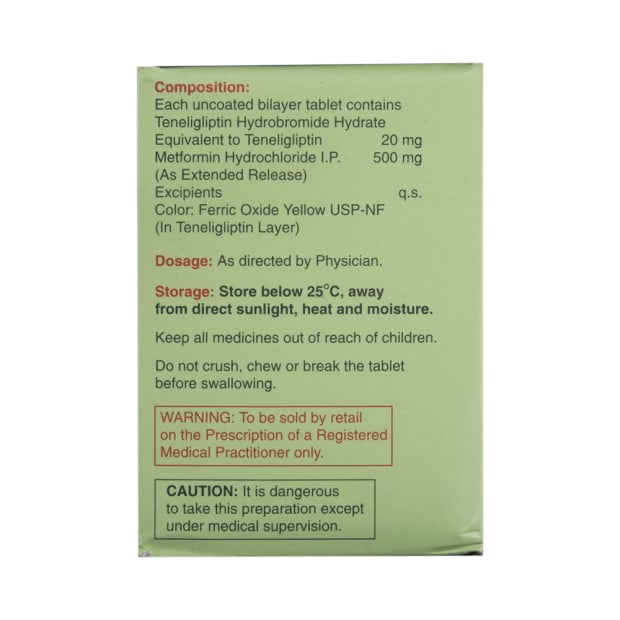 Composition:
Each uncoated bilayer tablet contains
Teneligliptin Hydrobromide Hydrate
Equivalent to Teneligliptin 20 mg
Metformin Hydrochloride I.P. 500 mg
(As Extended Release)
Excipients q.s.
Color: Ferric Oxide Yellow USP-NF
(In Teneligliptin Layer)
Dosage: As directed by Physician.
Storage: Store below 25°C, away
from direct sunlight, heat and moisture.
Keep all medicines out of reach of children.
Do not crush, chew or break the tablet
before swallowing.
WARNING: To be sold by retail
on the Prescription of a Registered
Medical Practitioner only.
CAUTION: It is dangerous
to take this preparation except
under medical supervision.